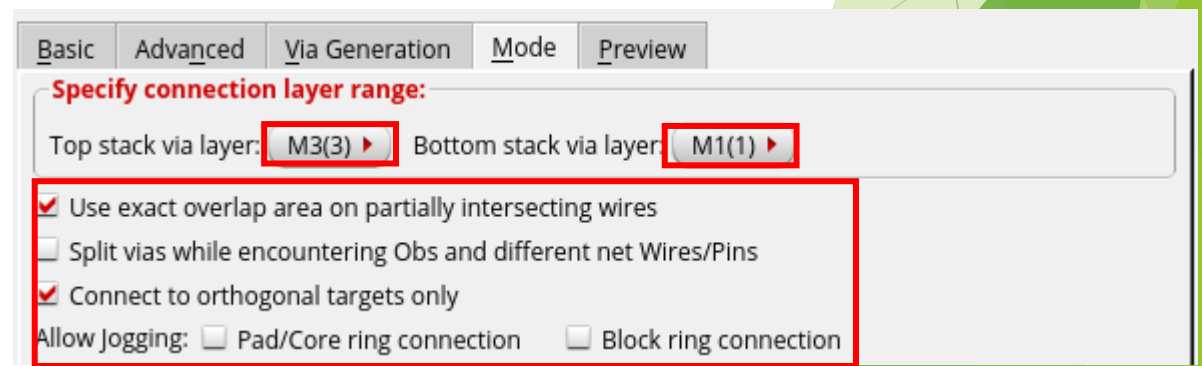 Basic Advanced Via Generation Mode Preview
Specify connection layer range:
Top stack via layer: M3(3) Bottom stack via layer: M1(1)
Use exact overlap area on partially intersecting wires
Split vias while encountering Obs and different net Wires/Pins
Connect to orthogonal targets only
Allow Jogging: Pad/Core ring connection Block ring connection